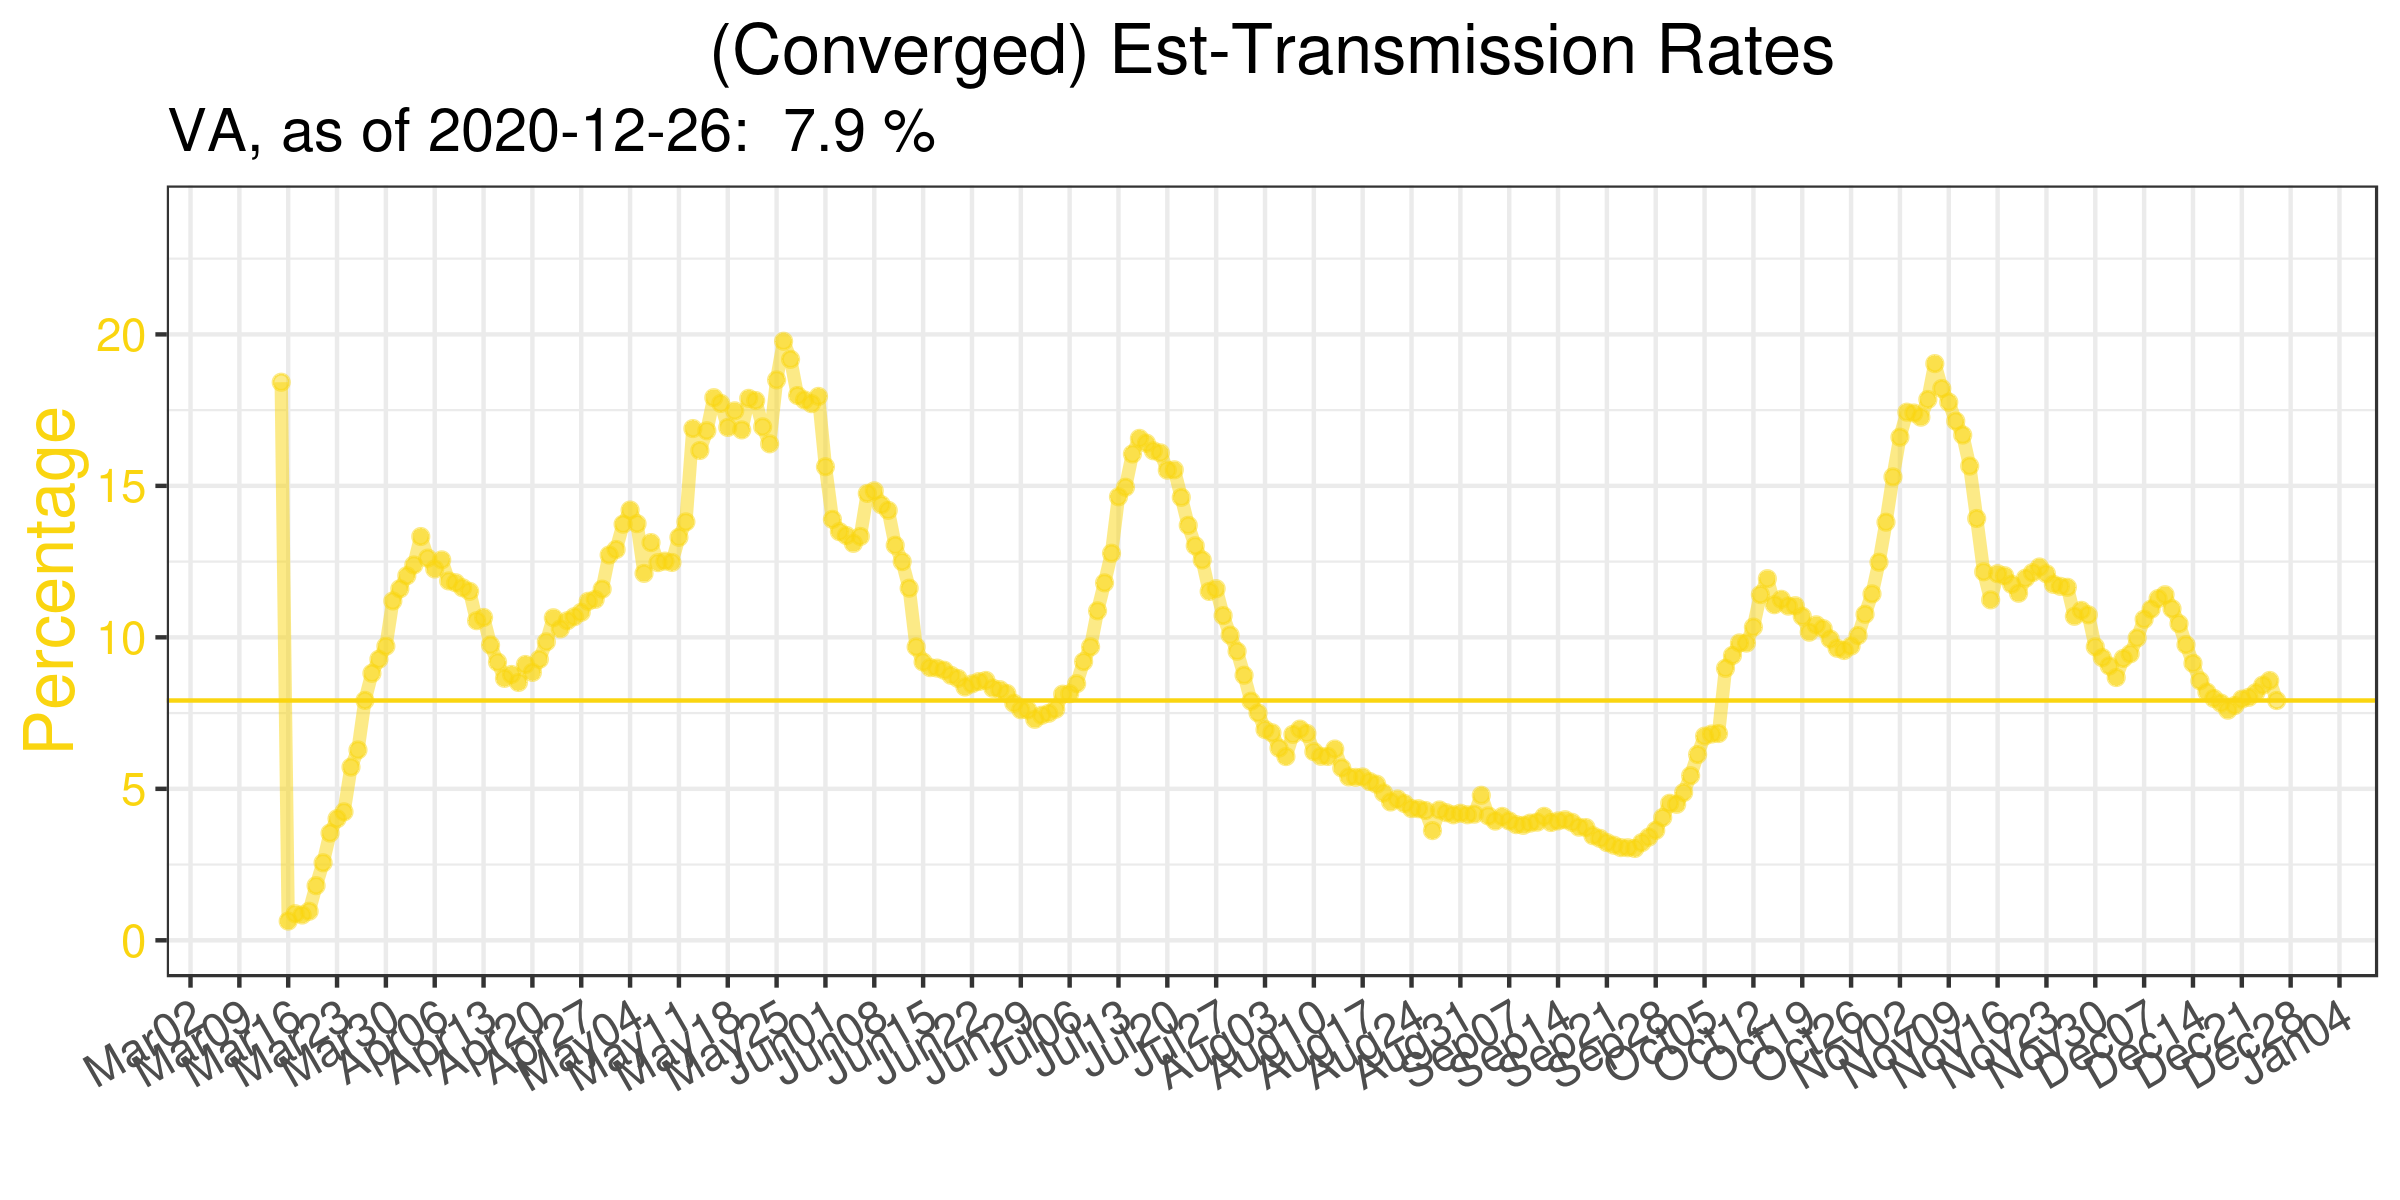 (Converged) Est-Transmission Rates
VA, as of 2020-12-26:  7.9 %
Percentage
20
15
10
5
0
Mar02
Mar09
Mar16
Mar23
Mar30
Apr06
Apr13
Apr20
Apr27
May04
May11
May18
May25
Jun01
Jun08
Jun15
Jun22
Jun29
Jul06
Jul13
Jul20
Jul27
Aug03
Aug10
Aug17
Aug24
Aug31
Sep07
Sep14
Sep21
Sep28
Oct05
Oct12
Oct19
Oct26
Nov02
Nov09
Nov16
Nov23
Nov30
Dec07
Dec14
Dec21
Dec28
Jan04